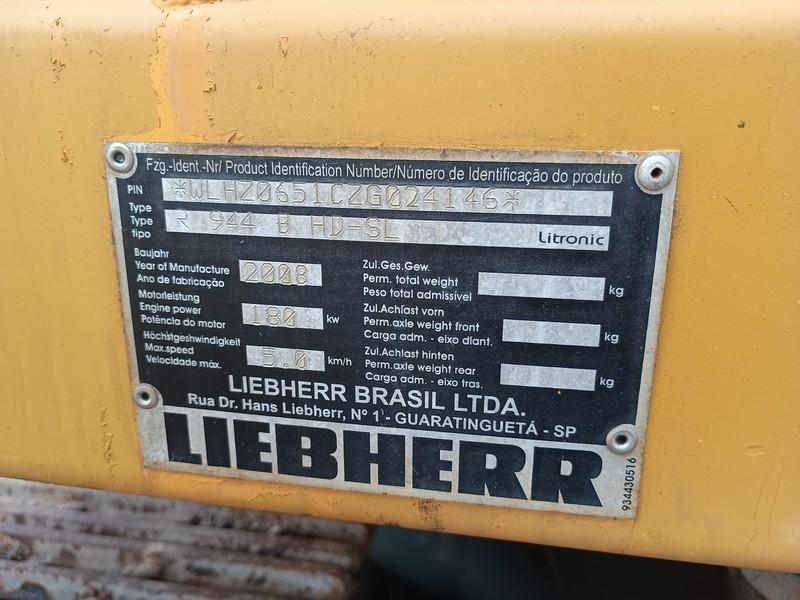 Fzg.-Ident.-Nr/ Product Identification Number/Número de Identificação do produto
PIN *WLHZ0651CZG024146*
Type
Type R 944 B HD-SL Litronic
tipo
Baujahr
Year of Manufacture 2008
Ano de fabricação
Motorleistung
Engine power 180 kw
Potência do motor
Höchstgeshwindigkeit
Max.speed 5.0 km/h
Velocidade máx.
Zul.Ges.Gew.
Perm. total weight kg
Peso total admissível
Zul.Achlast vorn
Perm.axle weight front kg
Carga adm. - eixo diant.
Zul.Achlast hinten
Perm.axle weight rear kg
Carga adm. - eixo tras.
LIEBHERR BRASIL LTDA.
Rua Dr. Hans Liebherr, Nº 1 - GUARATINGUETÁ - SP
LIEBHERR
934430516